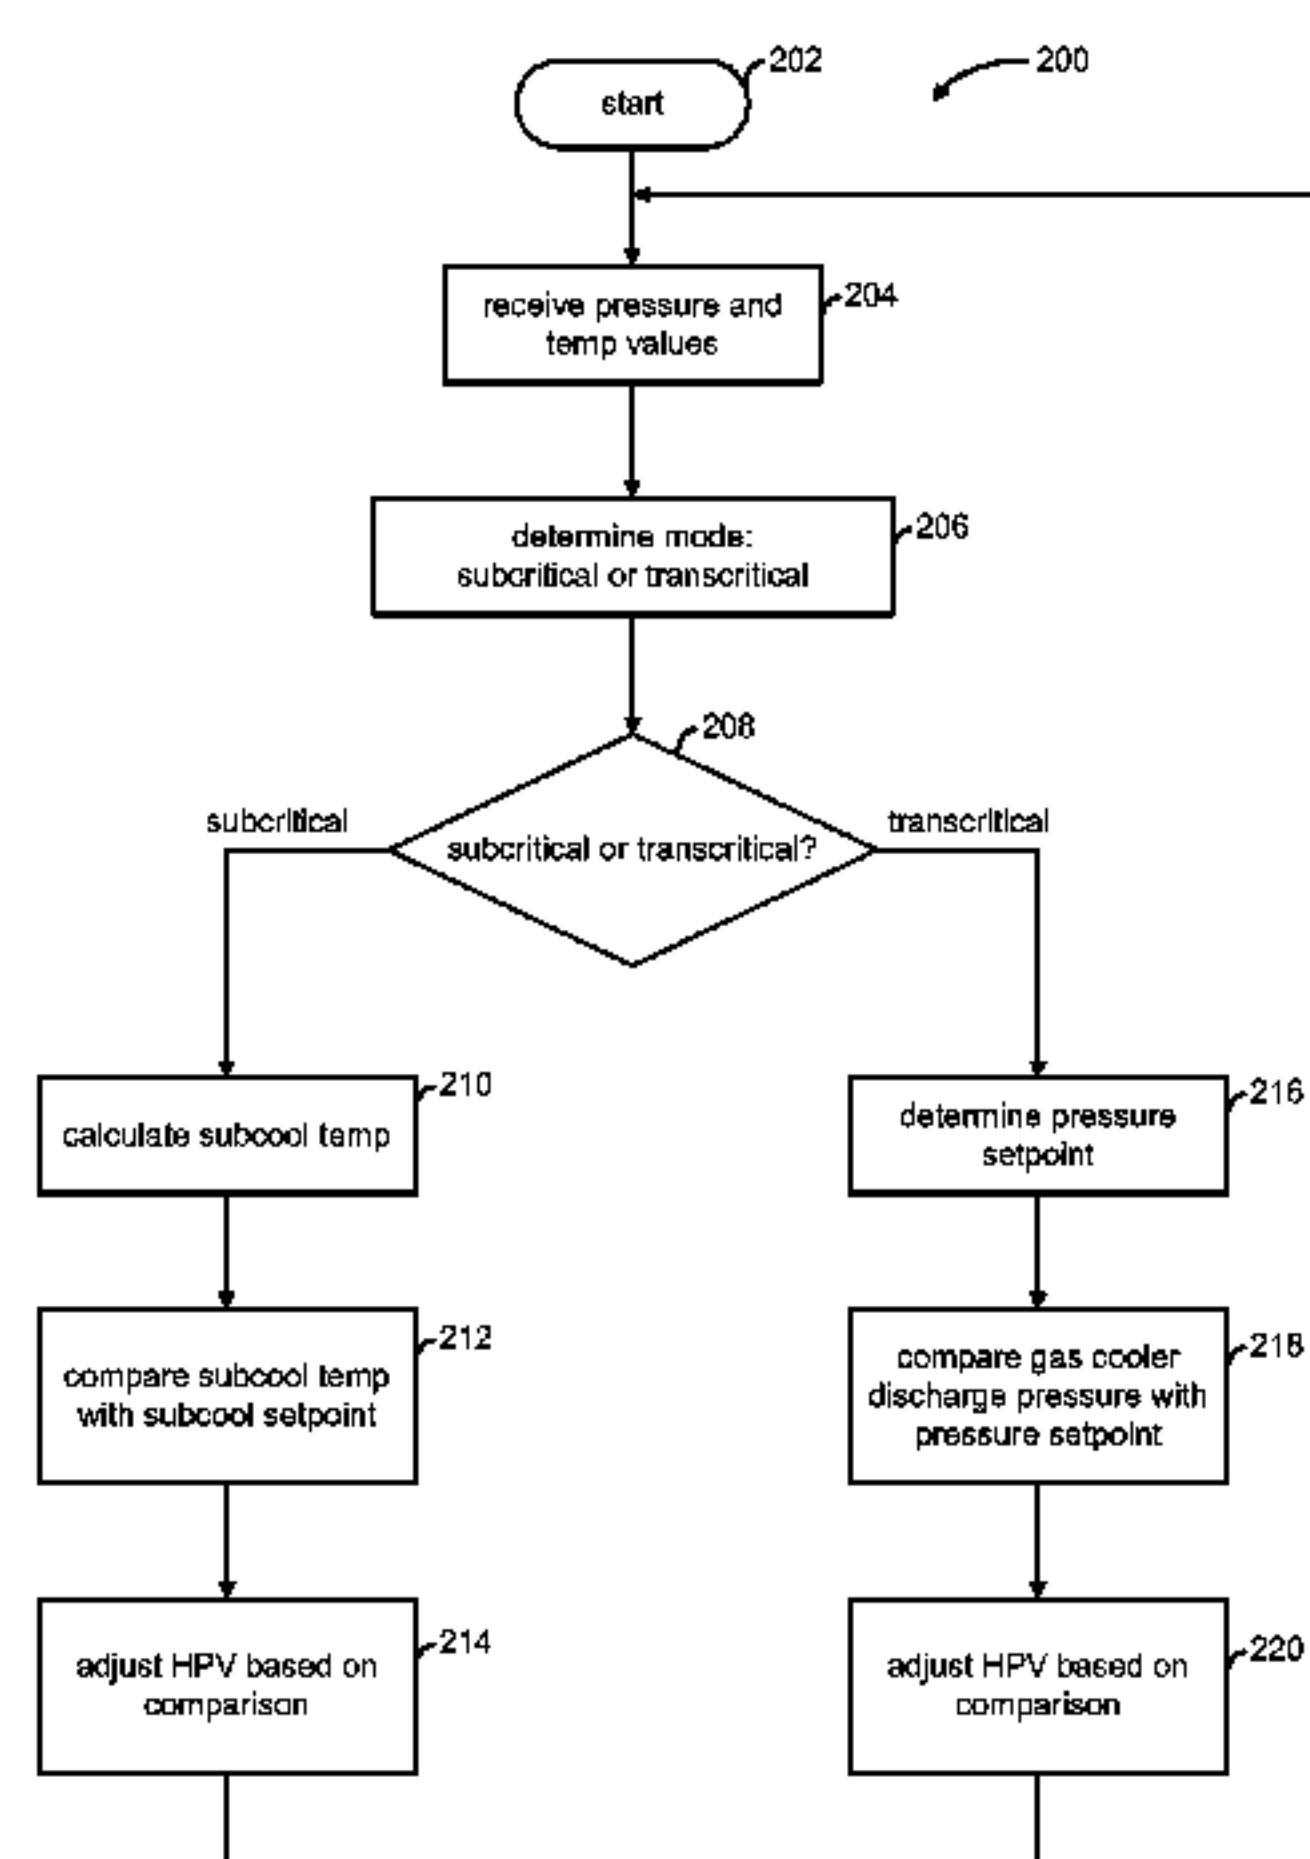 202
200
start
204
receive pressure and
temp values
206
determine mode:
subcritical or transcritical
208
subcritical
transcritical
subcritical or transcritical?
210
216
calculate subcool temp
determine pressure
setpoint
212
218
compare subcool temp
with subcool setpoint
compare gas cooler
discharge pressure with
pressure setpoint
214
220
adjust HPV based on
comparison
adjust HPV based on
comparison